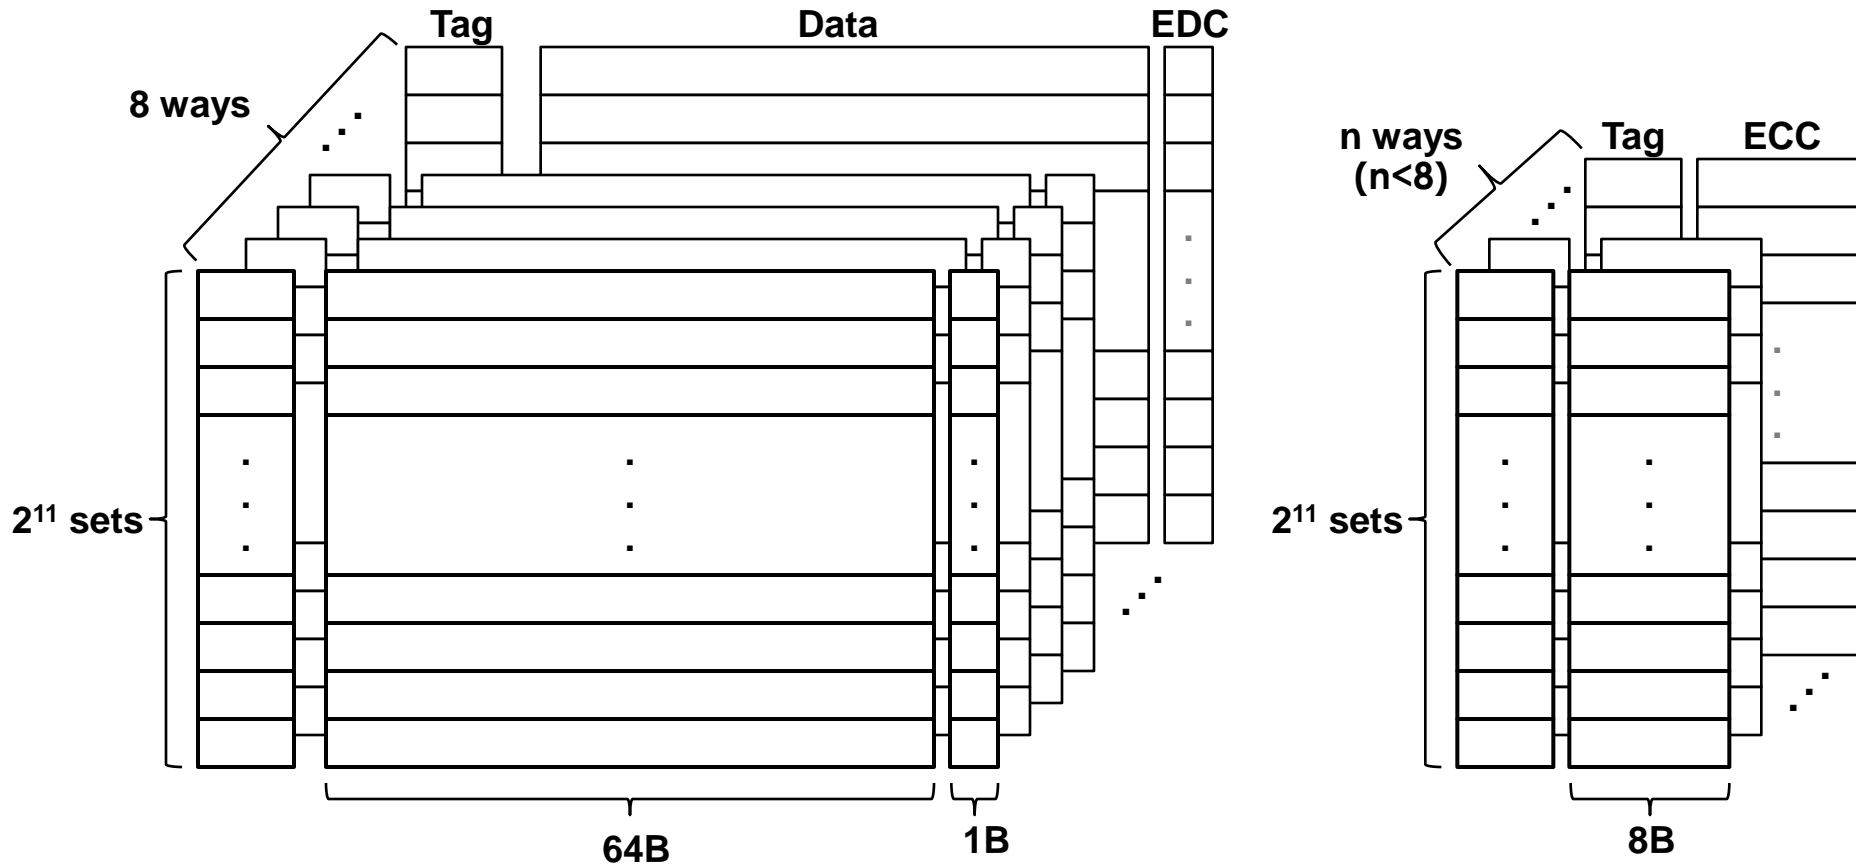 Tag Data EDC
8 ways
2¹¹ sets
64B 1B
n ways
(n<8)
Tag ECC
2¹¹ sets
8B